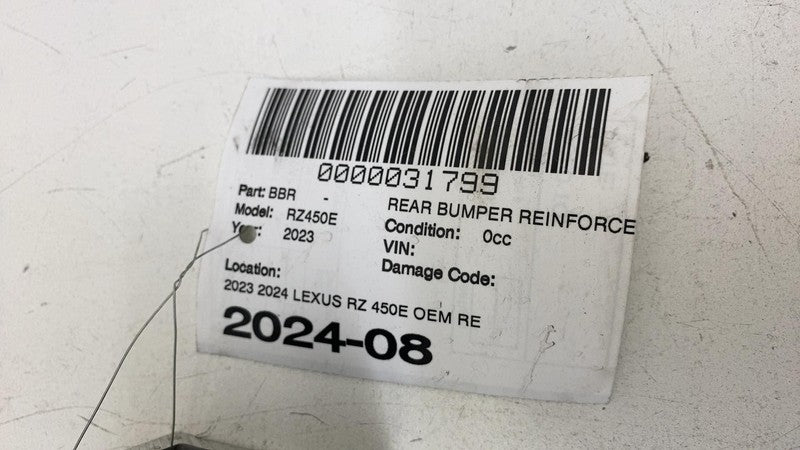 0000031799
Part: BBR - REAR BUMPER REINFORCE
Model: RZ450E Condition: 0cc
Year: 2023 VIN:
Damage Code:
Location:
2023 2024 LEXUS RZ 450E OEM RE
2024-08